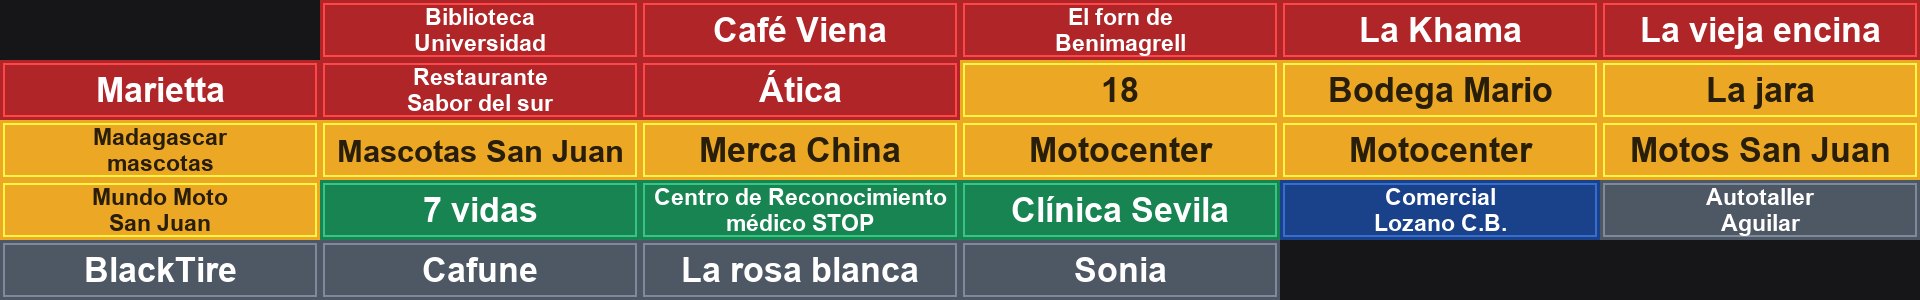 Biblioteca
Universidad
Café Viena
El forn de
Benimagrell
La Khama
La vieja encina
Marietta
Restaurante
Sabor del sur
Ática
18
Bodega Mario
La jara
Madagascar
mascotas
Mascotas San Juan
Merca China
Motocenter
Motocenter
Motos San Juan
Mundo Moto
San Juan
7 vidas
Centro de Reconocimiento
médico STOP
Clínica Sevila
Comercial
Lozano C.B.
Autotaller
Aguilar
BlackTire
Cafune
La rosa blanca
Sonia